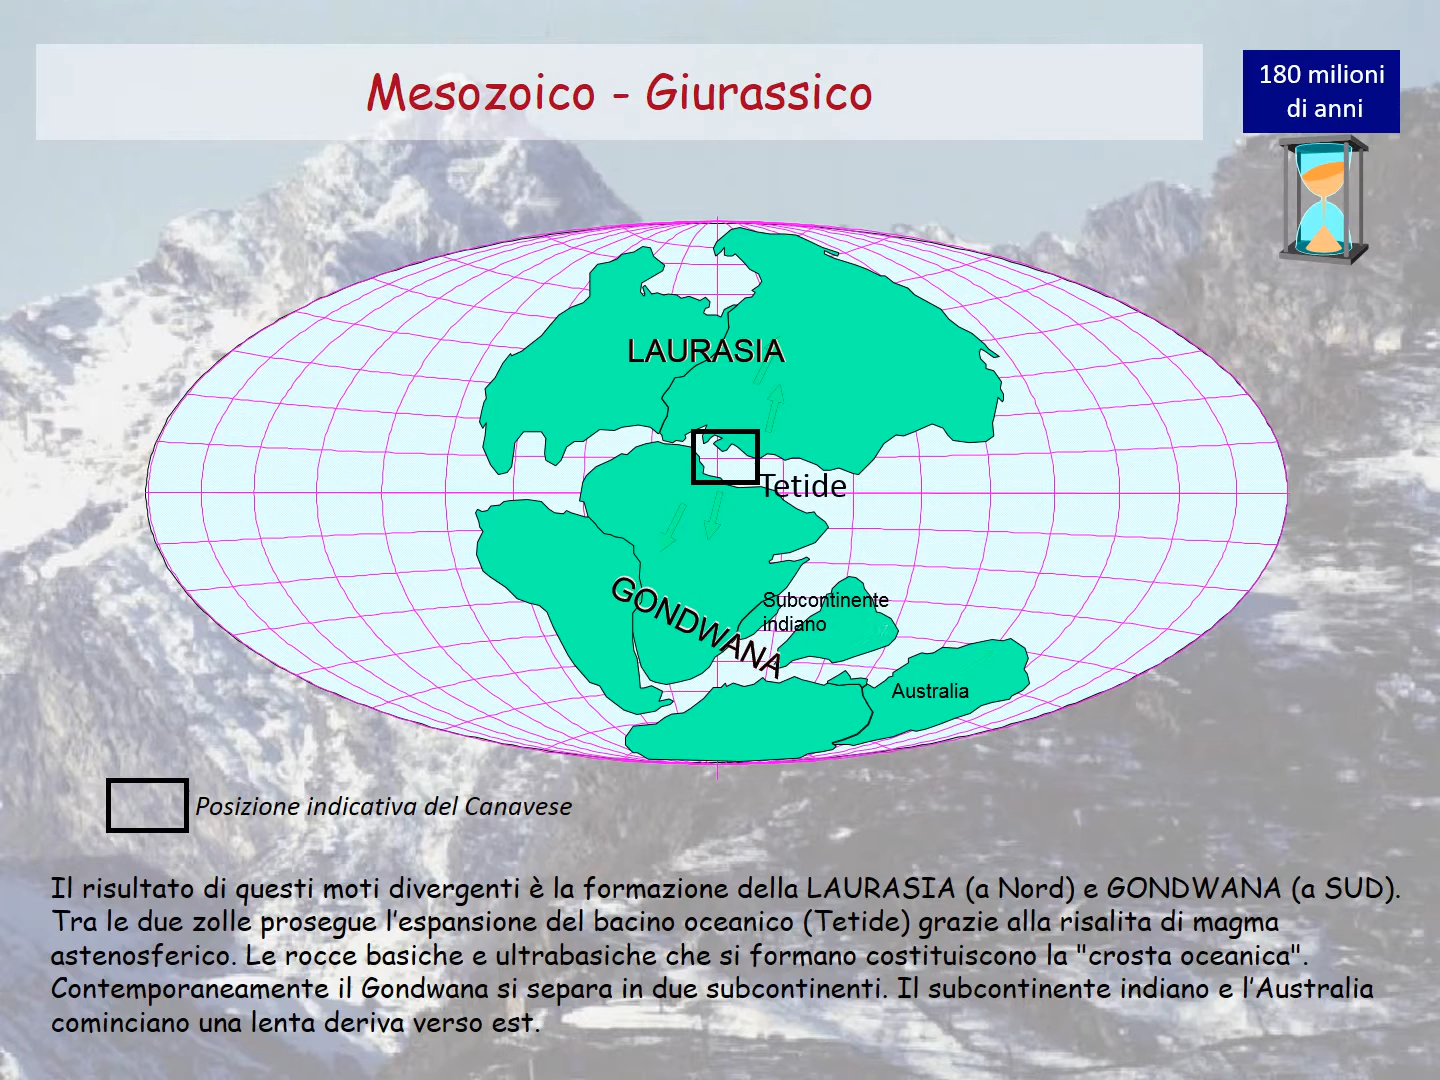 Mesozoico - Giurassico
180 milioni
di anni
LAURASIA
Tetide
GONDWANA
Subcontinente
indiano
Australia
Posizione indicativa del Canavese
Il risultato di questi moti divergenti è la formazione della LAURASIA (a Nord) e GONDWANA (a SUD).
Tra le due zolle prosegue l'espansione del bacino oceanico (Tetide) grazie alla risalita di magma
astenosferico. Le rocce basiche e ultrabasiche che si formano costituiscono la "crosta oceanica".
Contemporaneamente il Gondwana si separa in due subcontinenti. Il subcontinente indiano e l'Australia
cominciano una lenta deriva verso est.